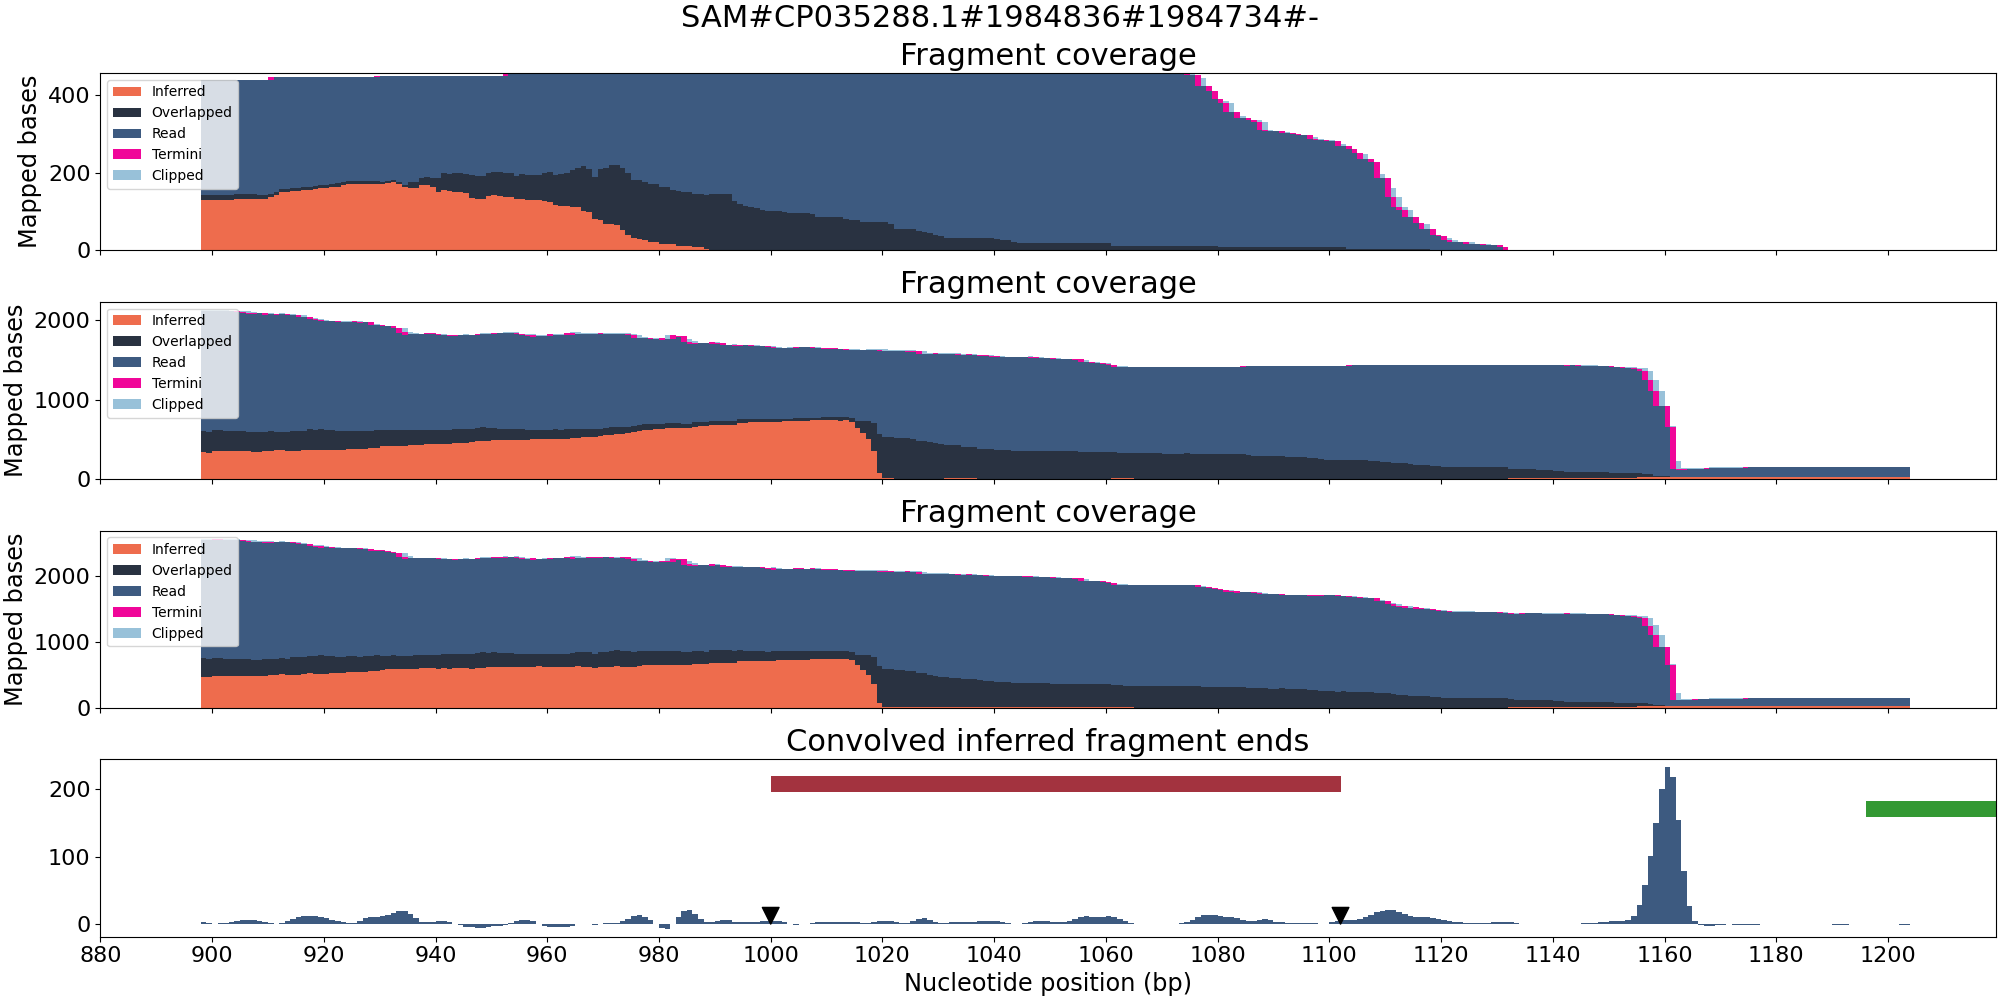 SAM#CP035288.1#1984836#1984734#-
Fragment coverage
Mapped bases
400
200
0
Inferred
Overlapped
Read
Termini
Clipped
Fragment coverage
Mapped bases
2000
1000
0
Inferred
Overlapped
Read
Termini
Clipped
Fragment coverage
Mapped bases
2000
1000
0
Inferred
Overlapped
Read
Termini
Clipped
Convolved inferred fragment ends
200
100
0
880 900 920 940 960 980 1000 1020 1040 1060 1080 1100 1120 1140 1160 1180 1200
Nucleotide position (bp)